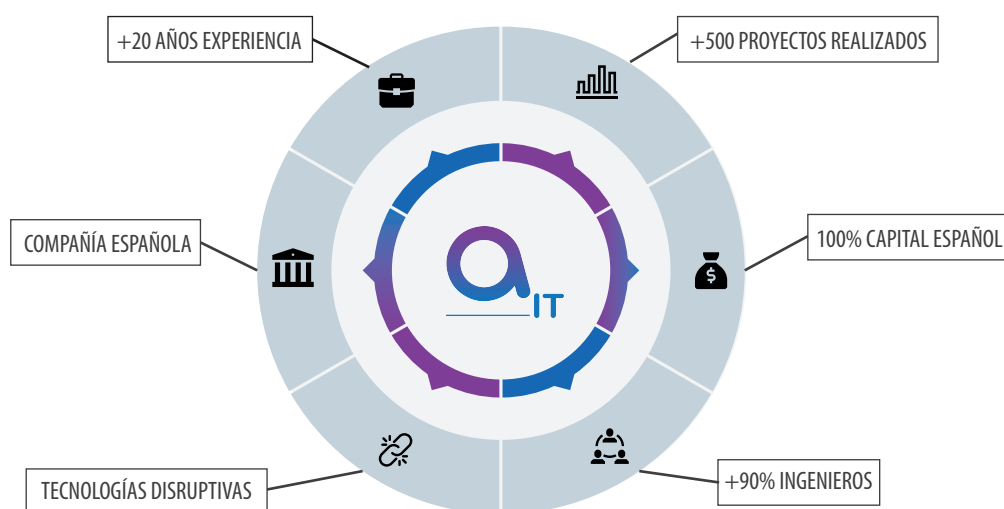 +20 AÑOS EXPERIENCIA
+500 PROYECTOS REALIZADOS
COMPAÑÍA ESPAÑOLA
100% CAPITAL ESPAÑOL
a IT
TECNOLOGÍAS DISRUPTIVAS
+90% INGENIEROS